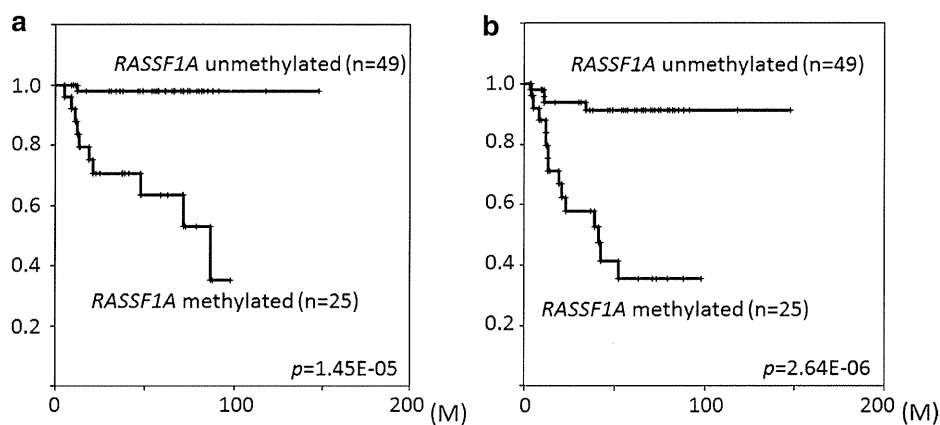 a
RASSF1A unmethylated (n=49)
1.0
0.8
0.6
0.4
0.2
RASSF1A methylated (n=25)
p=1.45E-05
0
100
200
(M)
b
RASSF1A unmethylated (n=49)
1.0
0.8
0.6
0.4
0.2
RASSF1A methylated (n=25)
p=2.64E-06
0
100
200
(M)